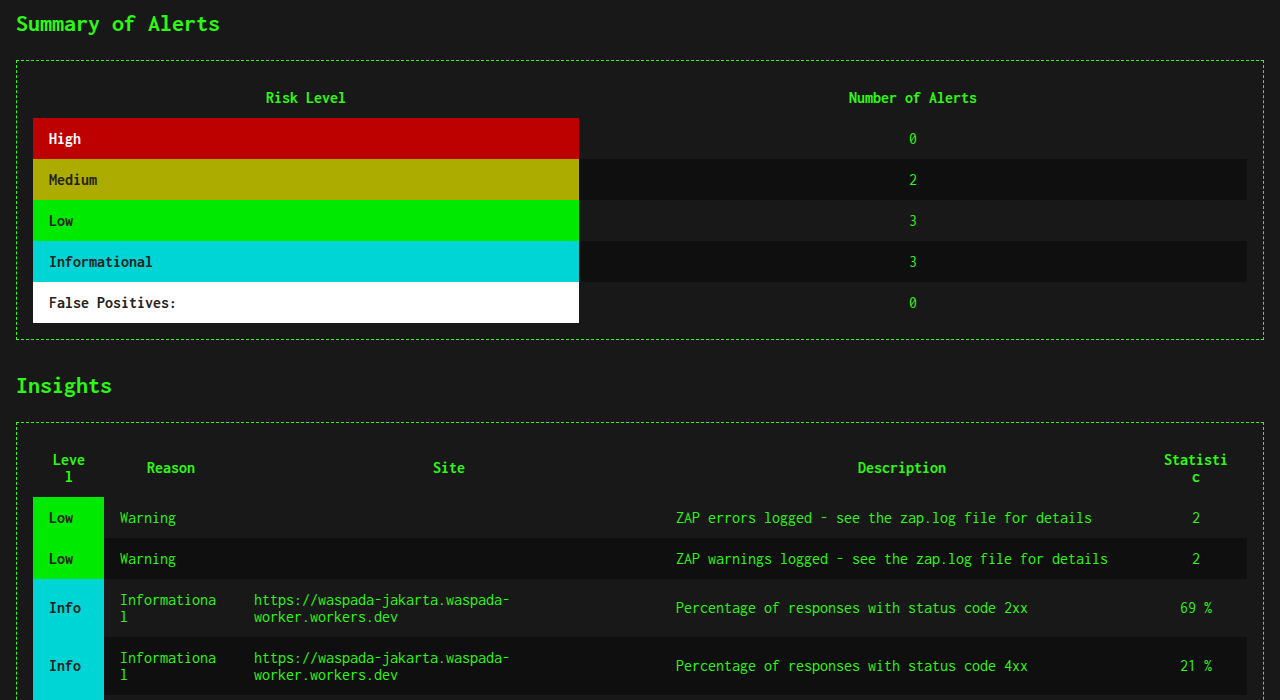 Summary of Alerts
Risk Level Number of Alerts
High 0
Medium 2
Low 3
Informational 3
False Positives: 0
Insights
Leve
l Reason Site Description Statisti
c
Low Warning ZAP errors logged - see the zap.log file for details 2
Low Warning ZAP warnings logged - see the zap.log file for details 2
Info Informationa
l https://waspada-jakarta.waspada-
worker.workers.dev Percentage of responses with status code 2xx 69 %
Info Informationa
l https://waspada-jakarta.waspada-
worker.workers.dev Percentage of responses with status code 4xx 21 %